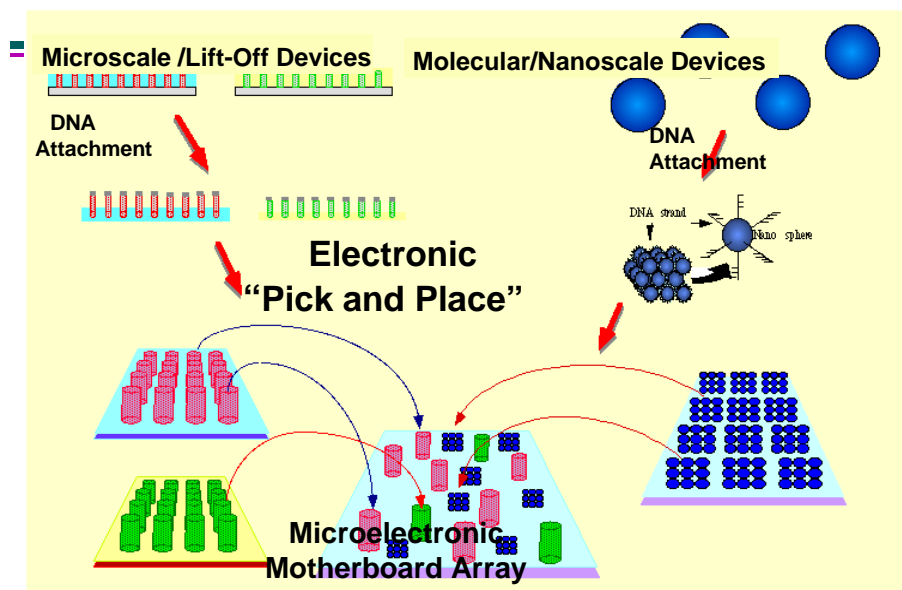 Microscale /Lift-Off Devices
Molecular/Nanoscale Devices
DNA
Attachment
DNA
Attachment
DNA strand
Nano sphere
Electronic
“Pick and Place”
Microelectronic
Motherboard Array